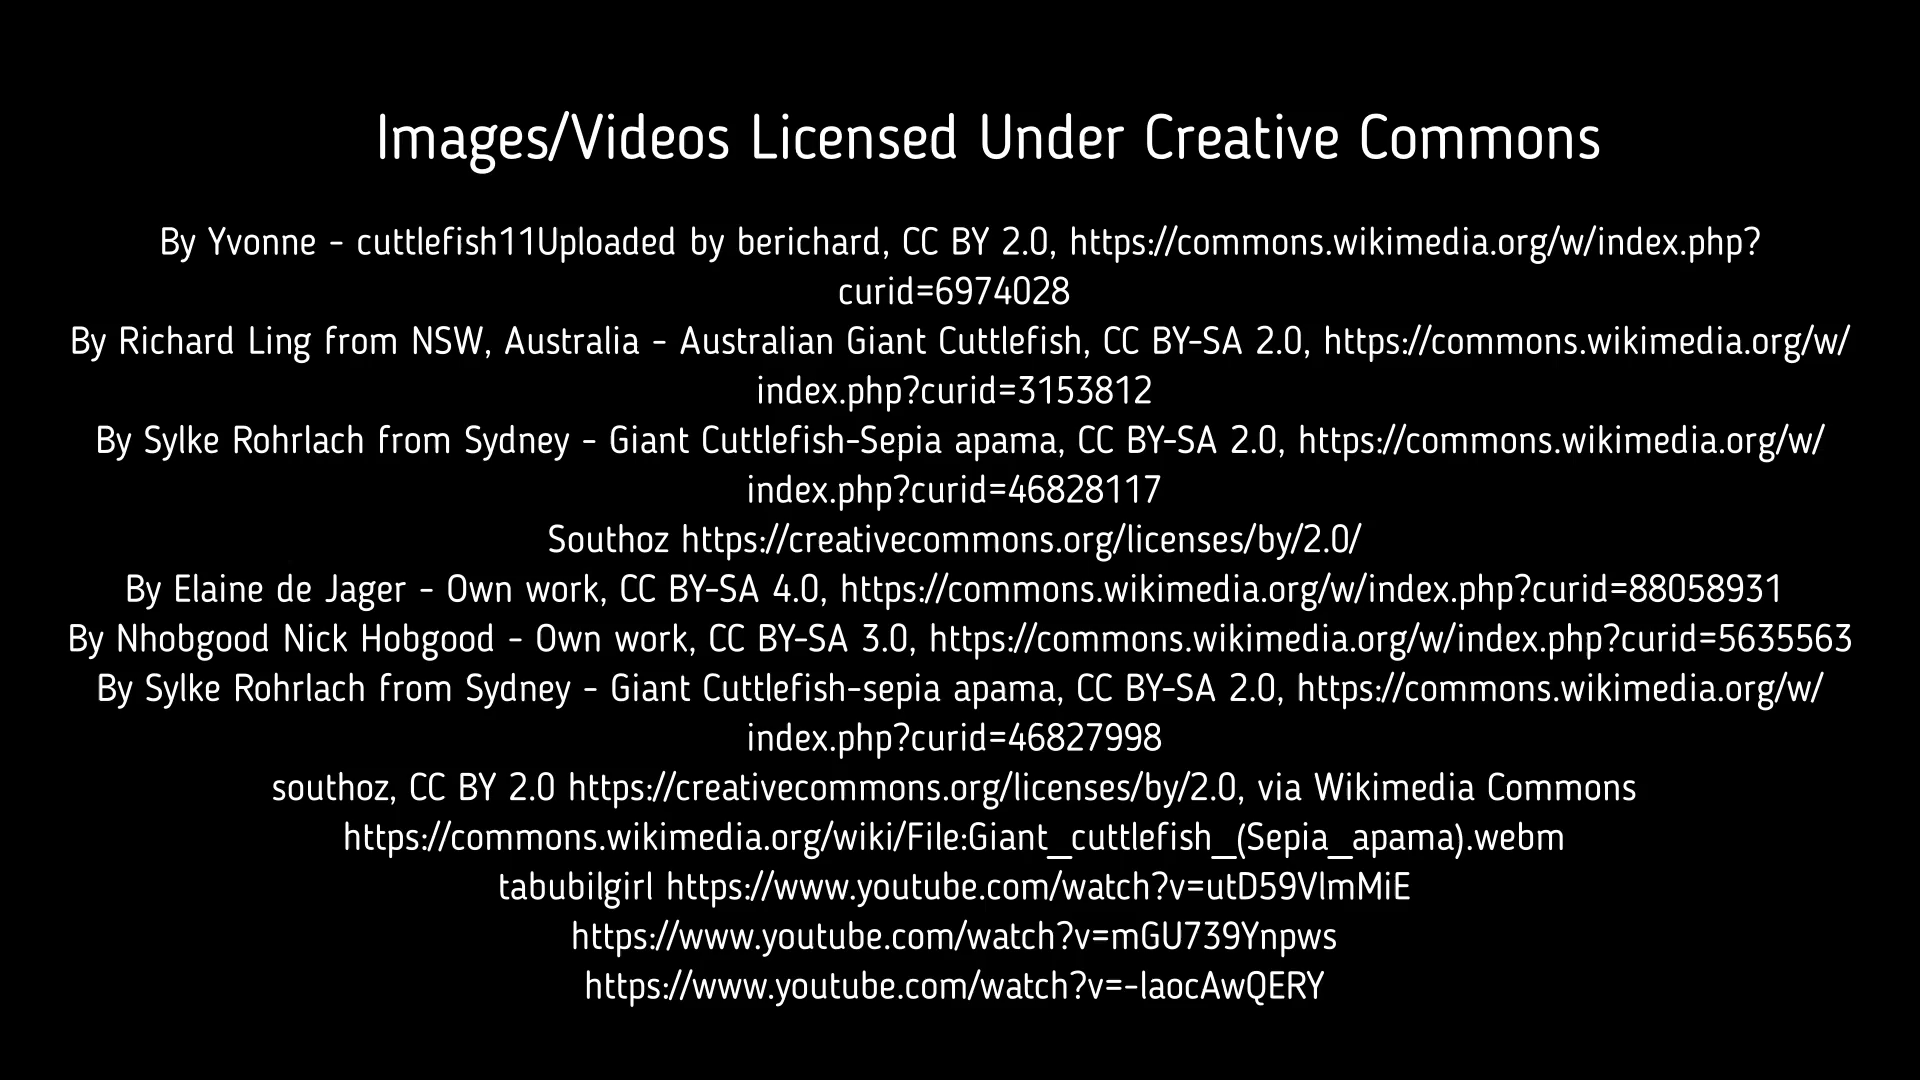 Images/Videos Licensed Under Creative Commons
By Yvonne - cuttlefish11Uploaded by berichard, CC BY 2.0, https://commons.wikimedia.org/w/index.php?
curid=6974028
By Richard Ling from NSW, Australia - Australian Giant Cuttlefish, CC BY-SA 2.0, https://commons.wikimedia.org/w/
index.php?curid=3153812
By Sylke Rohrlach from Sydney - Giant Cuttlefish-Sepia apama, CC BY-SA 2.0, https://commons.wikimedia.org/w/
index.php?curid=46828117
Southoz https://creativecommons.org/licenses/by/2.0/
By Elaine de Jager - Own work, CC BY-SA 4.0, https://commons.wikimedia.org/w/index.php?curid=88058931
By Nhobgood Nick Hobgood - Own work, CC BY-SA 3.0, https://commons.wikimedia.org/w/index.php?curid=5635563
By Sylke Rohrlach from Sydney - Giant Cuttlefish-sepia apama, CC BY-SA 2.0, https://commons.wikimedia.org/w/
index.php?curid=46827998
southoz, CC BY 2.0 https://creativecommons.org/licenses/by/2.0, via Wikimedia Commons
https://commons.wikimedia.org/wiki/File:Giant_cuttlefish_(Sepia_apama).webm
tabubilgirl https://www.youtube.com/watch?v=utD59VlmMiE
https://www.youtube.com/watch?v=mGU739Ynpws
https://www.youtube.com/watch?v=-laocAwQERY